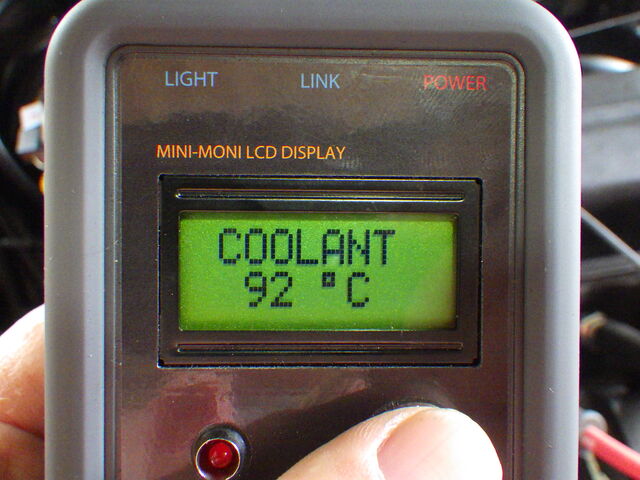 LIGHT LINK POWER
MINI-MONI LCD DISPLAY
COOLANT
92 °C